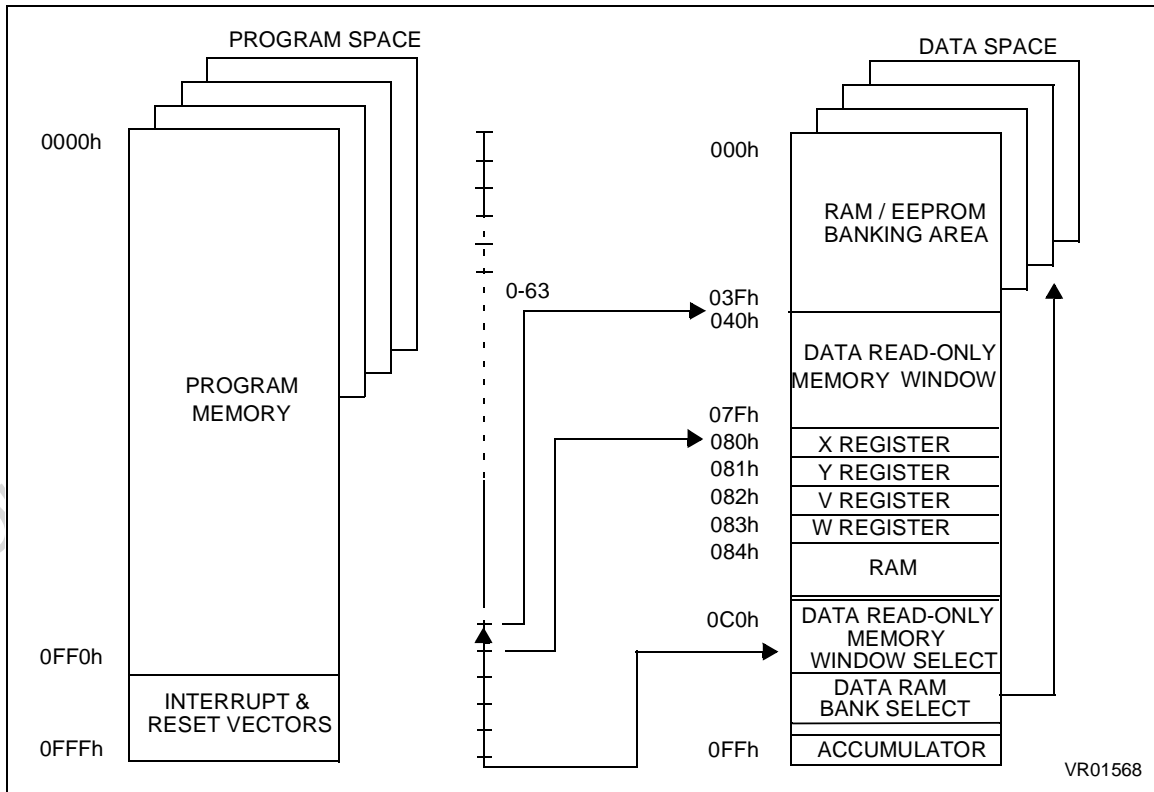 PROGRAM SPACE
0000h
PROGRAM
MEMORY
0FF0h
INTERRUPT &
RESET VECTORS
0FFFh
0-63
DATA SPACE
000h
RAM / EEPROM
BANKING AREA
03Fh
040h
DATA READ-ONLY
MEMORY WINDOW
07Fh
080h
X REGISTER
081h
Y REGISTER
082h
V REGISTER
083h
W REGISTER
084h
RAM
0C0h
DATA READ-ONLY
MEMORY
WINDOW SELECT
DATA RAM
BANK SELECT
0FFh
ACCUMULATOR
VR01568